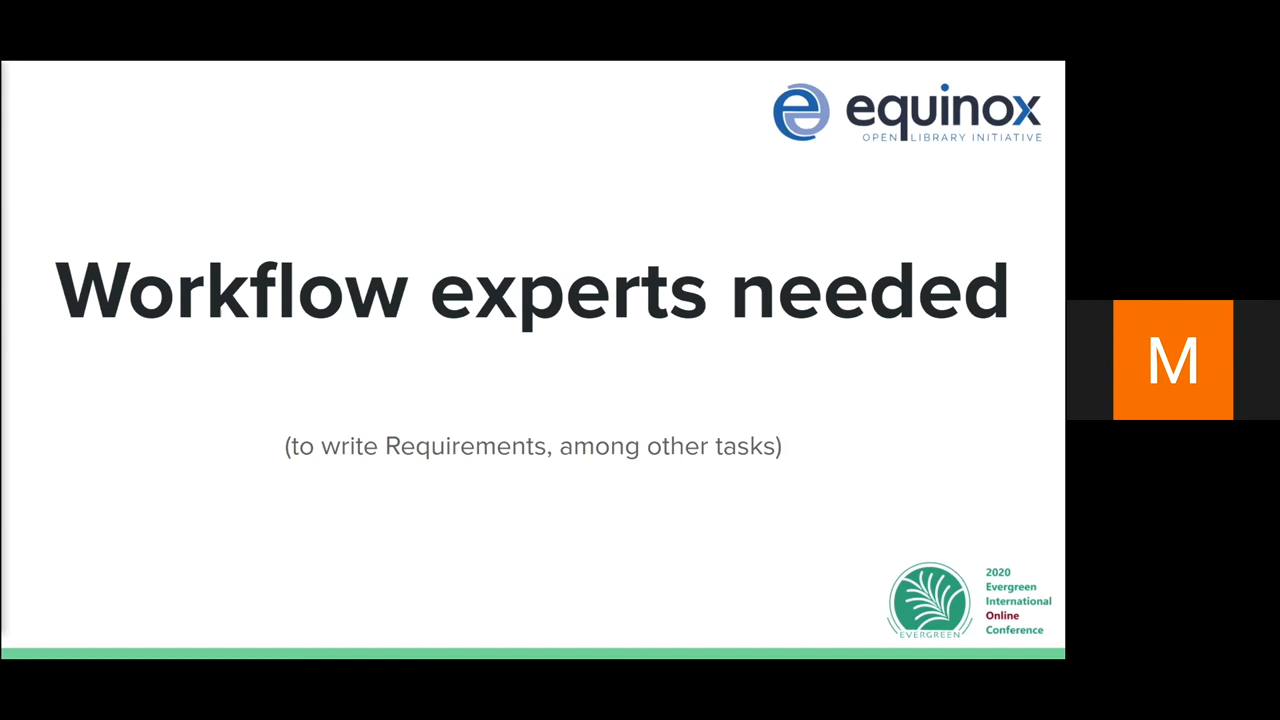 equinox
OPEN LIBRARY INITIATIVE
Workflow experts needed
M
(to write Requirements, among other tasks)
EVERGREEN
2020
Evergreen
International
Online
Conference